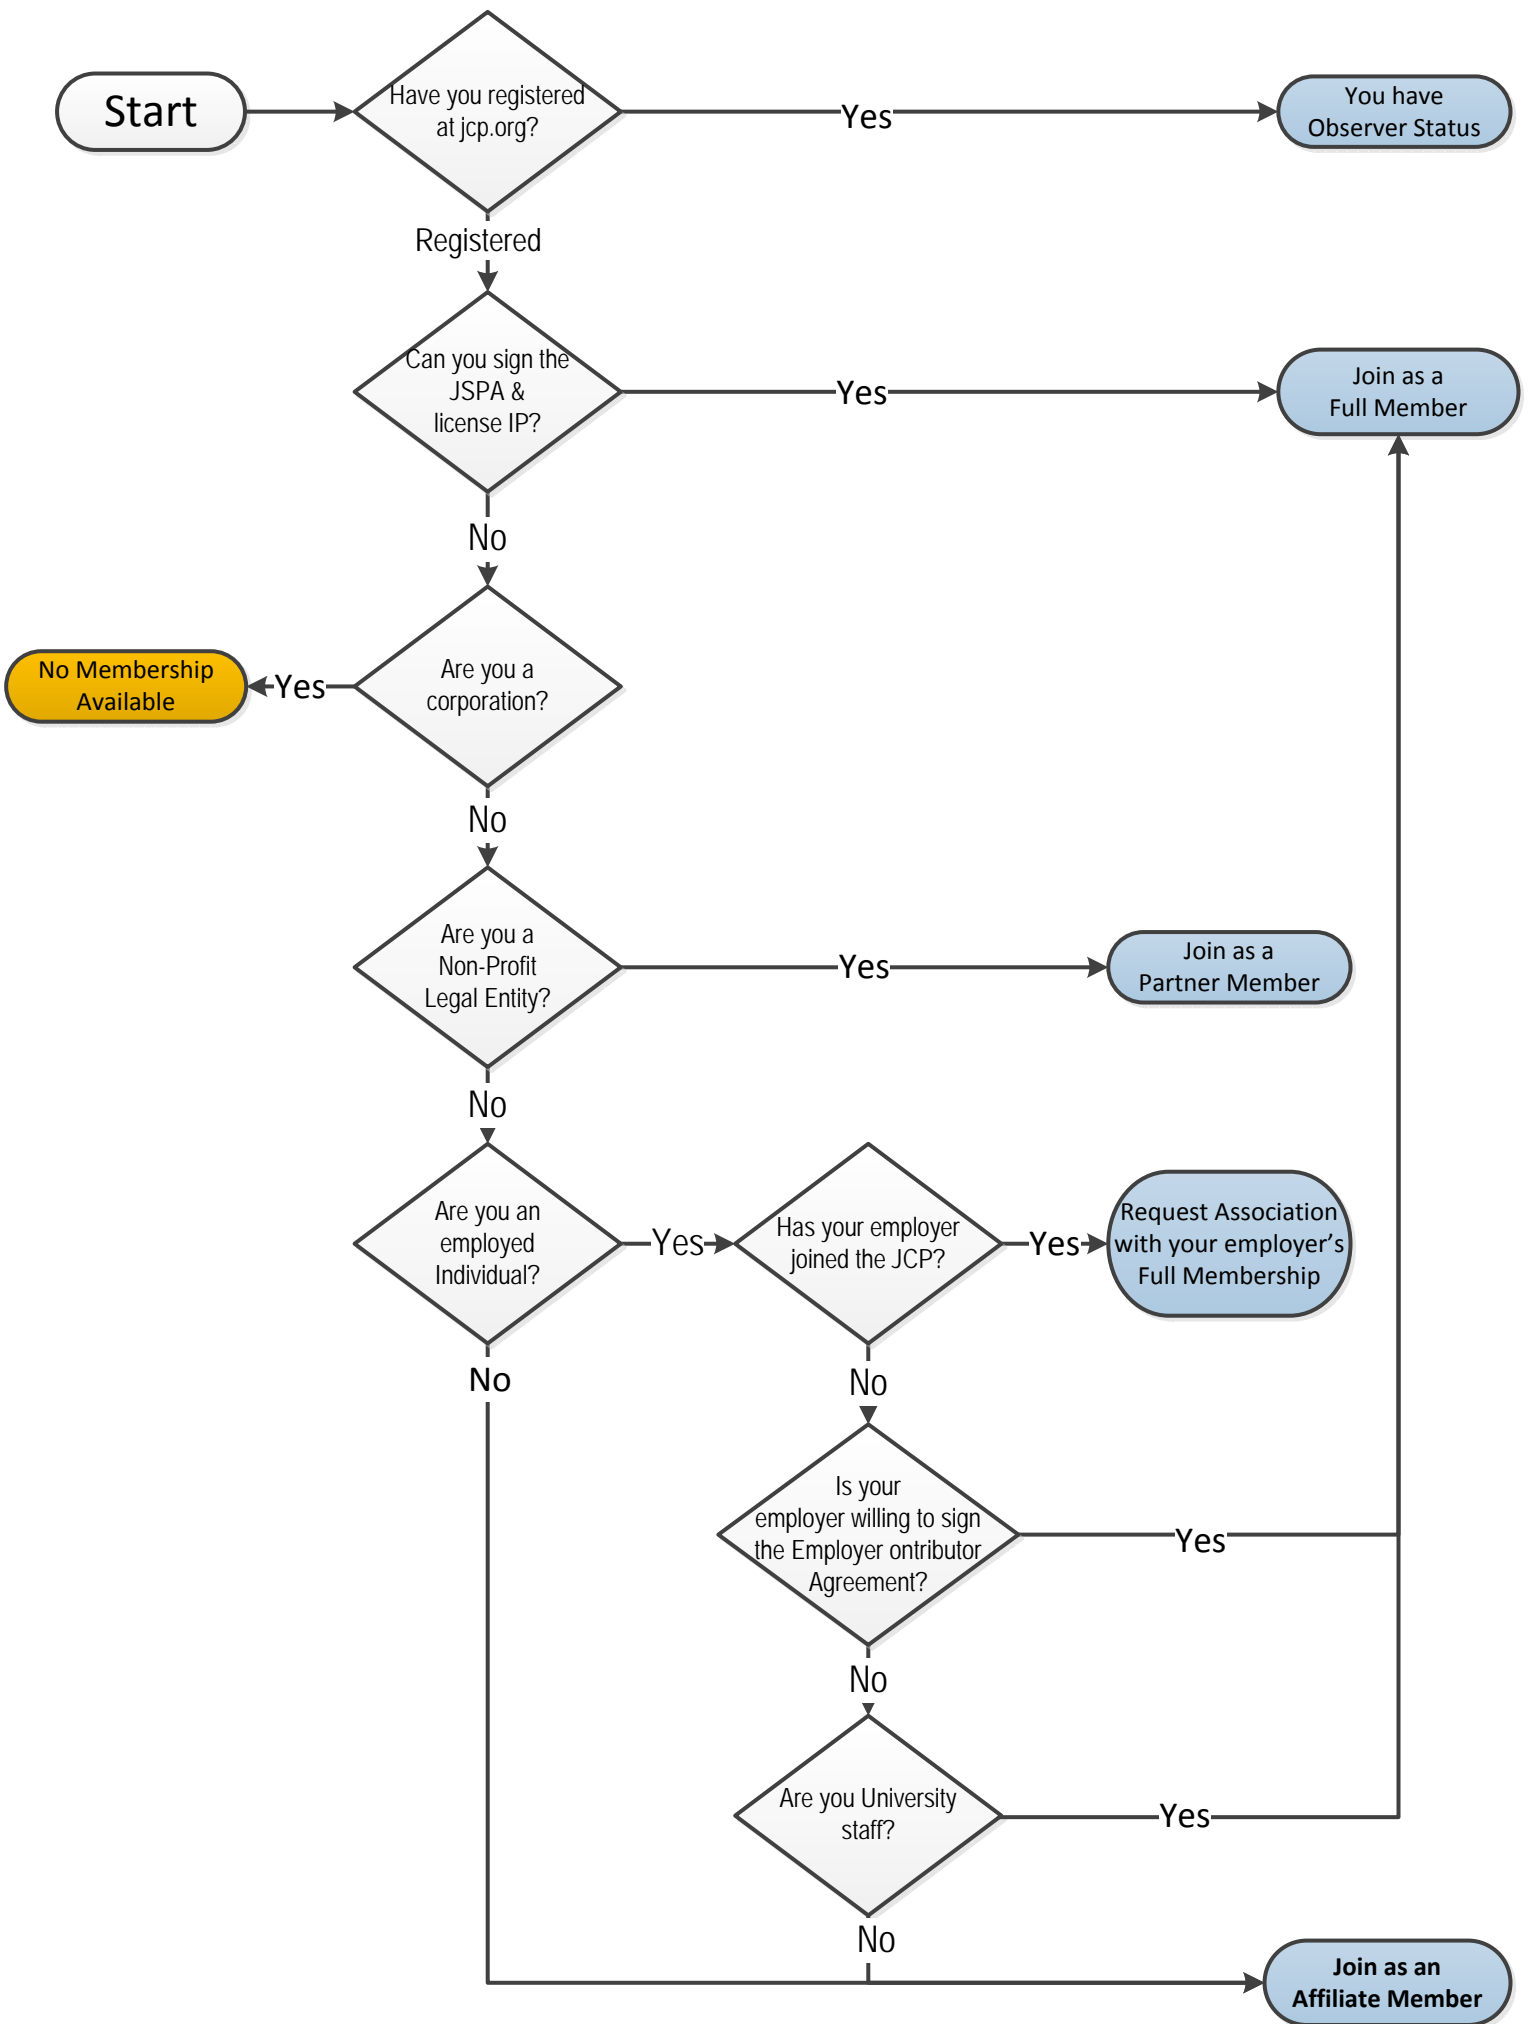 Start
Have you registered
at jcp.org?
Yes
You have
Observer Status
Registered
Can you sign the
JSPA &
license IP?
Yes
Join as a
Full Member
No
Are you a
corporation?
Yes
No Membership
Available
No
Are you a
Non-Profit
Legal Entity?
Yes
Join as a
Partner Member
No
Are you an
employed
Individual?
Yes
Has your employer
joined the JCP?
Yes
Request Association
with your employer’s
Full Membership
No
No
Is your
employer willing to sign
the Employer ontributor
Agreement?
Yes
No
Are you University
staff?
Yes
No
Join as an
Affiliate Member